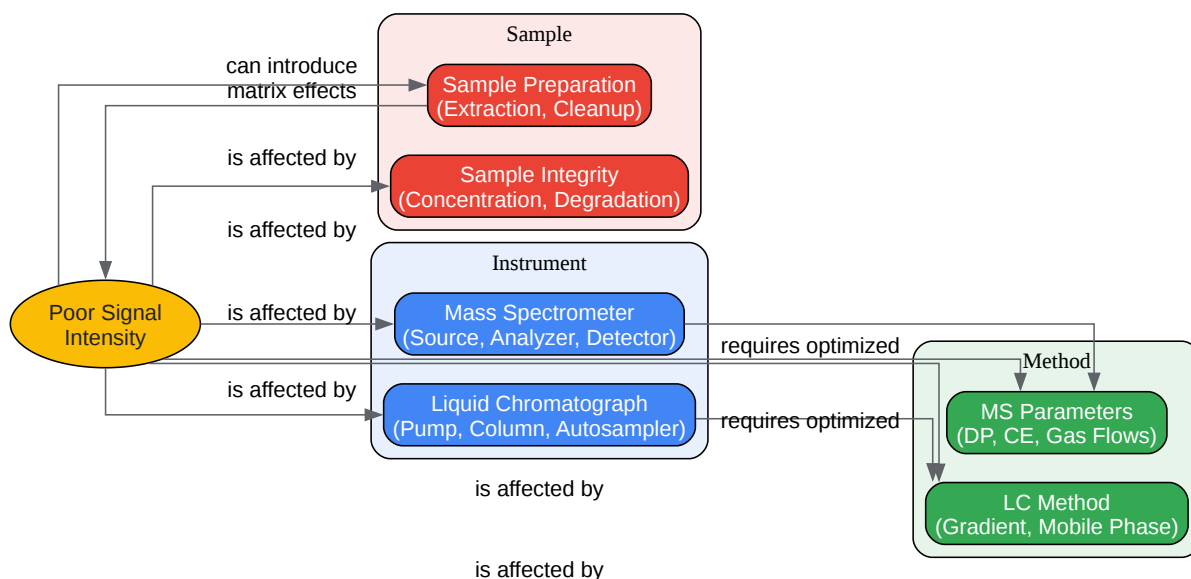 Sample
can introduce
matrix effects
Sample Preparation
(Extraction, Cleanup)
is affected by
Sample Integrity
(Concentration, Degradation)
is affected by
Instrument
Poor Signal
Intensity
is affected by
Mass Spectrometer
(Source, Analyzer, Detector)
requires optimized
Method
is affected by
Liquid Chromatograph
(Pump, Column, Autosampler)
requires optimized
MS Parameters
(DP, CE, Gas Flows)
is affected by
LC Method
(Gradient, Mobile Phase)
is affected by